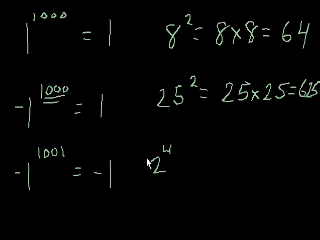 1^1000 = 1
8^2 = 8×8 = 64
-1^1000 = 1
25^2 = 25×25 = 625
-1^1001 = -1
2^4